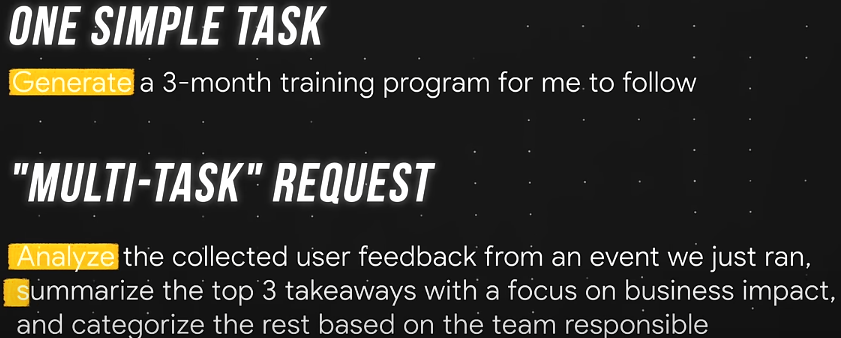 ONE SIMPLE TASK
Generate a 3-month training program for me to follow
"MULTI-TASK" REQUEST
Analyze the collected user feedback from an event we just ran,
summarize the top 3 takeaways with a focus on business impact,
and categorize the rest based on the team responsible